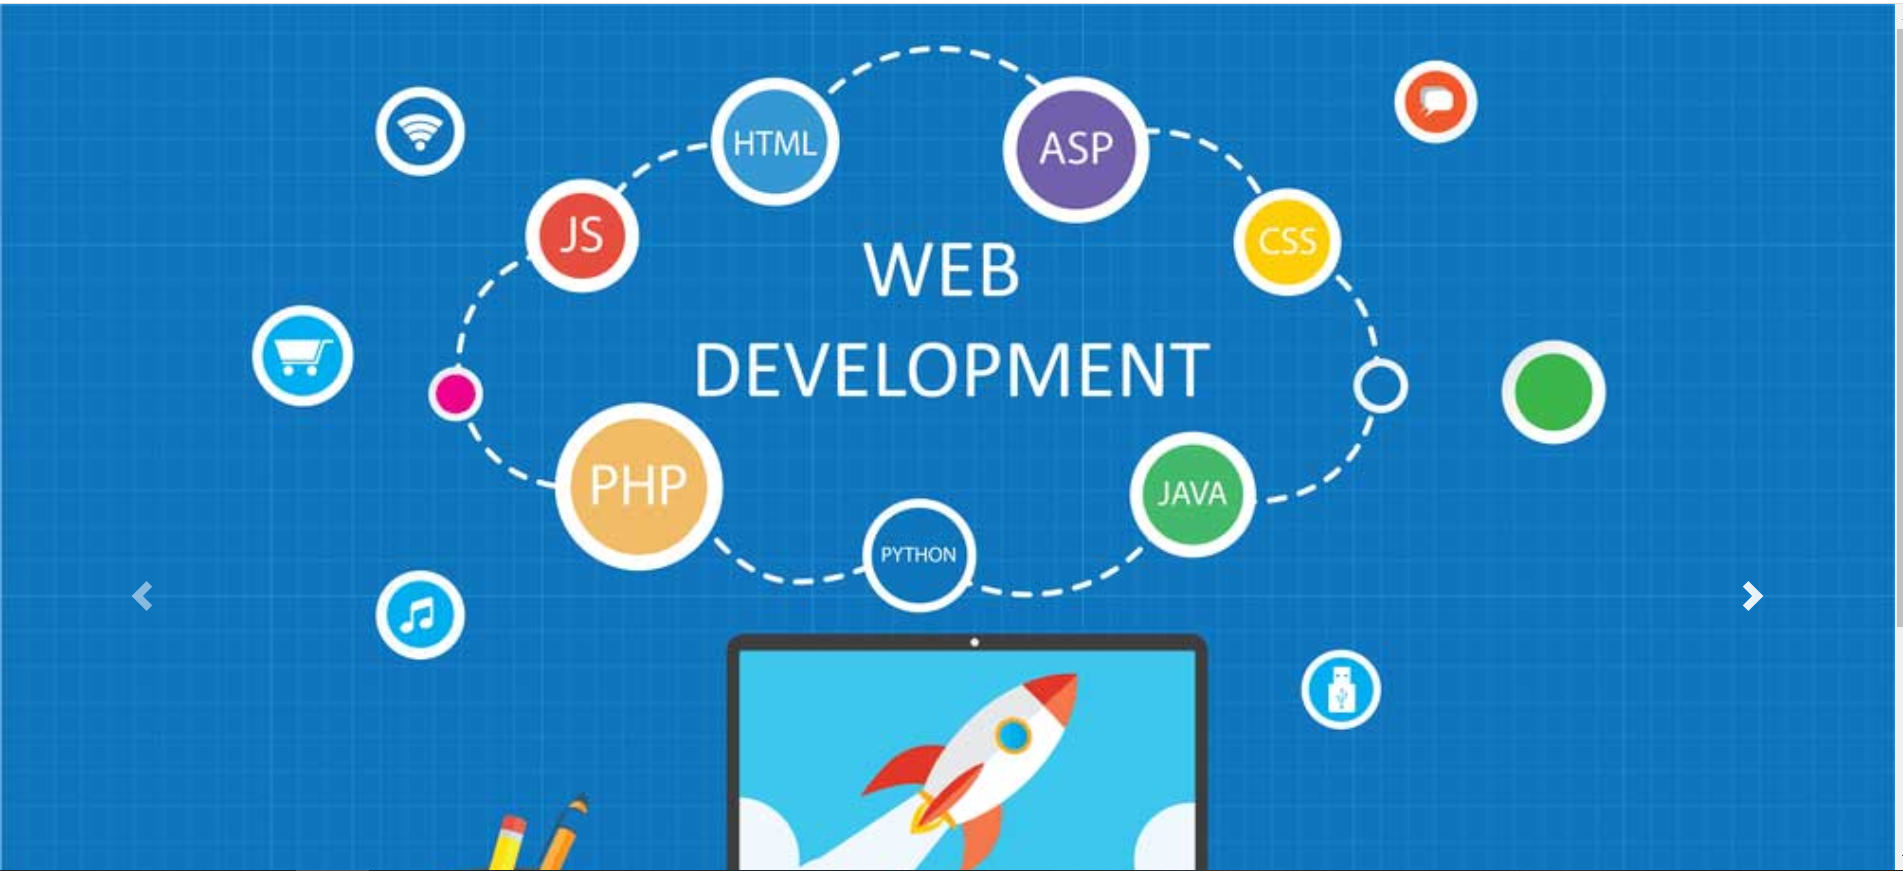 HTML
ASP
JS
CSS
WEB
DEVELOPMENT
PHP
JAVA
PYTHON